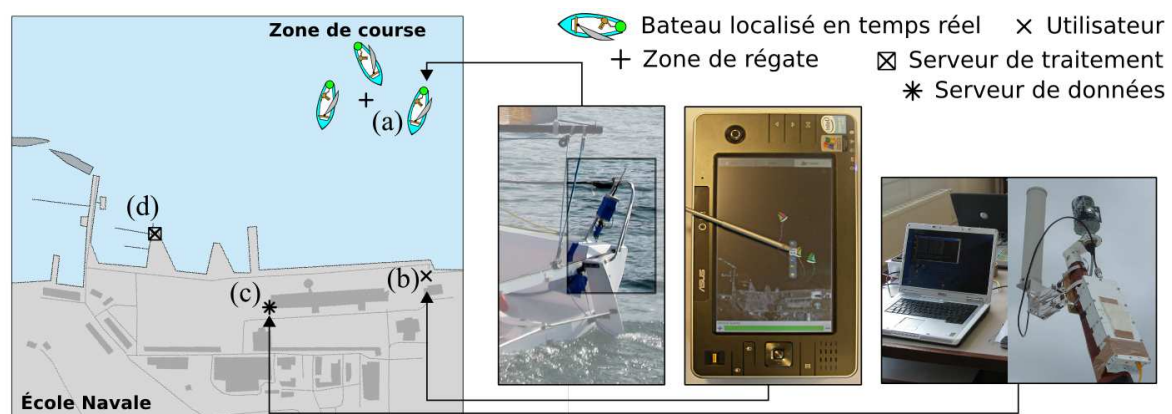 Zone de course
(a)
(d)
(b)
(c)
École Navale
Bateau localisé en temps réel
Utilisateur
Zone de régate
Serveur de traitement
Serveur de données
ASUS